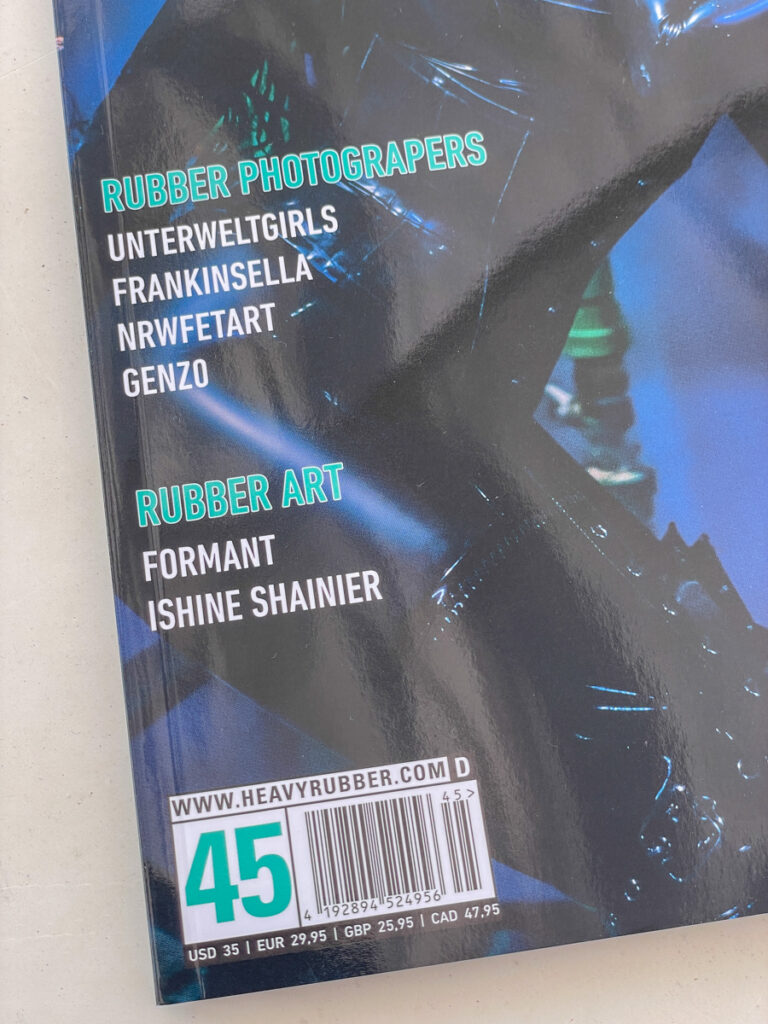 RUBBER PHOTOGRAPERS
UNTERWELTGIRLS
FRANKINSELLA
NRWFETART
GENZO
RUBBER ART
FORMANT
ISHINE SHAINIER
WWW.HEAVYRUBBER.COM D
45
45>
4 192894 524956
USD 35 | EUR 29,95 | GBP 25,95 | CAD 47,95